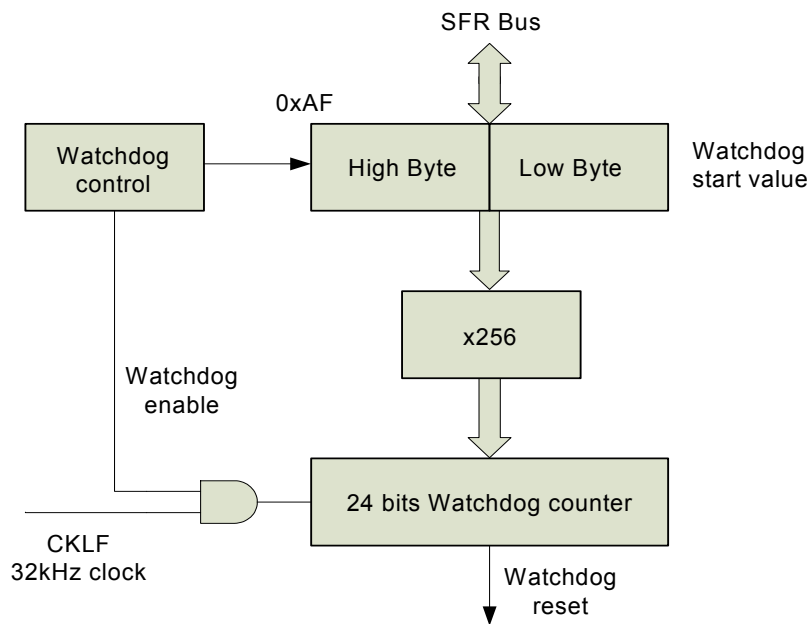 SFR Bus
0xAF
Watchdog
control
High Byte
Low Byte
Watchdog
start value
x256
Watchdog
enable
24 bits Watchdog counter
CKLF
32kHz clock
Watchdog
reset